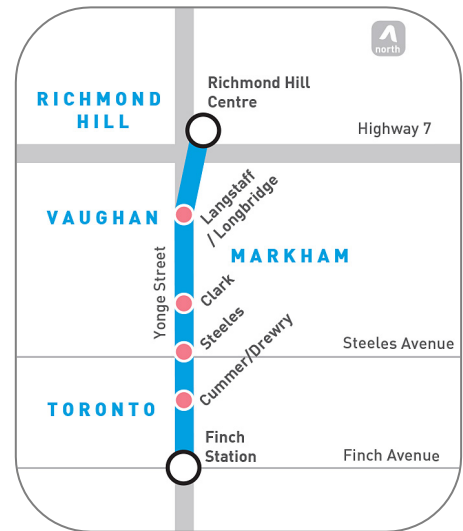 north
Richmond Hill
Centre
RICHMOND
HILL
Highway 7
Langstaff
/ Longbridge
VAUGHAN
MARKHAM
Yonge Street
Clark
Steeles
Steeles Avenue
Cummer/Drewry
TORONTO
Finch
Station
Finch Avenue